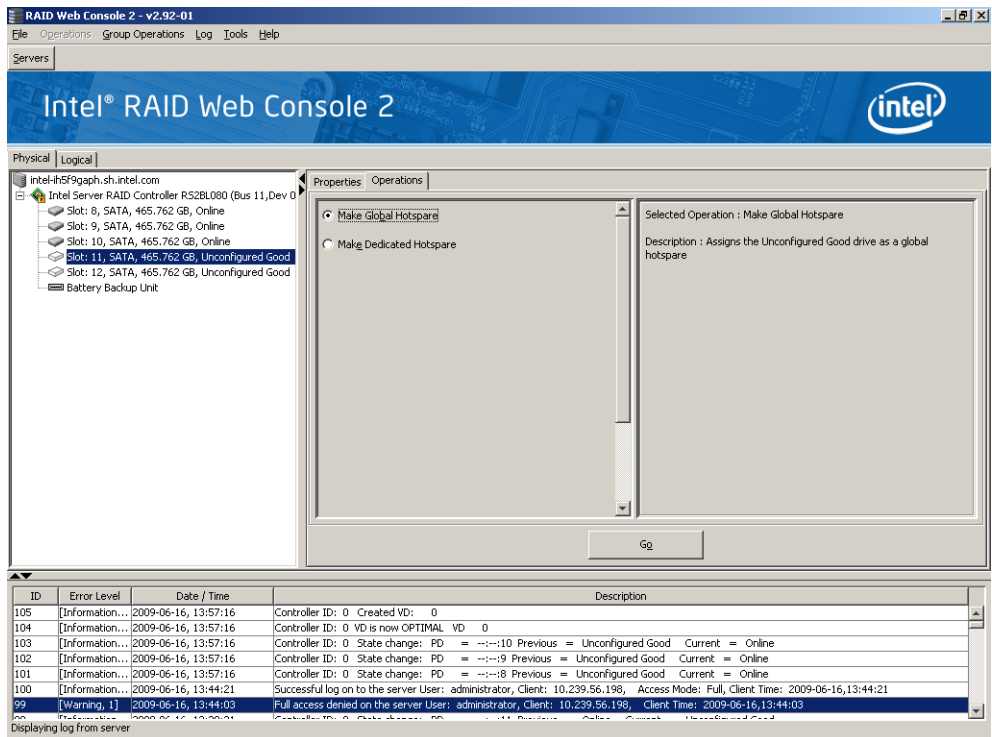 RAID Web Console 2 - v2.92-01
File Operations Group Operations Log Tools Help
Servers
Intel® RAID Web Console 2
intel
Physical Logical
intel-ih5f9gaph.sh.intel.com
Intel Server RAID Controller RS2BL080 (Bus 11,Dev 0
Slot: 8, SATA, 465.762 GB, Online
Slot: 9, SATA, 465.762 GB, Online
Slot: 10, SATA, 465.762 GB, Online
Slot: 11, SATA, 465.762 GB, Unconfigured Good
Slot: 12, SATA, 465.762 GB, Unconfigured Good
Battery Backup Unit
Properties Operations
Make Global Hotspare
Make Dedicated Hotspare
Selected Operation : Make Global Hotspare
Description : Assigns the Unconfigured Good drive as a global
hotspare
Go
ID Error Level Date / Time Description
105 [Information... 2009-06-16, 13:57:16 Controller ID: 0 Created VD: 0
104 [Information... 2009-06-16, 13:57:16 Controller ID: 0 VD is now OPTIMAL VD 0
103 [Information... 2009-06-16, 13:57:16 Controller ID: 0 State change: PD = --:--:10 Previous = Unconfigured Good Current = Online
102 [Information... 2009-06-16, 13:57:16 Controller ID: 0 State change: PD = --:--:9 Previous = Unconfigured Good Current = Online
101 [Information... 2009-06-16, 13:57:16 Controller ID: 0 State change: PD = --:--:8 Previous = Unconfigured Good Current = Online
100 [Information... 2009-06-16, 13:44:21 Successful log on to the server User: administrator, Client: 10.239.56.198, Access Mode: Full, Client Time: 2009-06-16,13:44:21
99 [Warning, 1] 2009-06-16, 13:44:03 Full access denied on the server User: administrator, Client: 10.239.56.198, Client Time: 2009-06-16,13:44:03
Displaying log from server